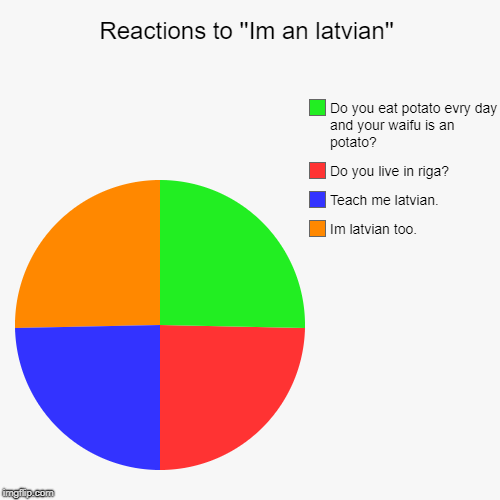 Reactions to "Im an latvian"
Do you eat potato evry day
and your waifu is an
potato?
Do you live in riga?
Teach me latvian.
Im latvian too.
imgflip.com